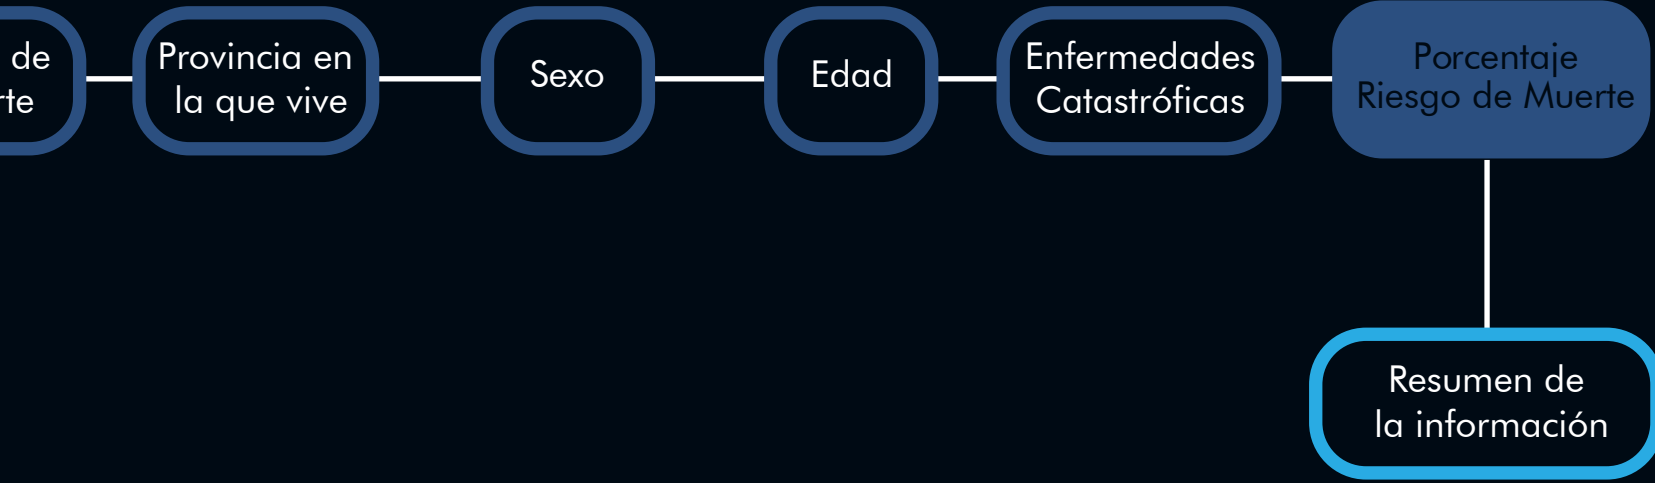 de
rte
Provincia en
la que vive
Sexo
Edad
Enfermedades
Catastróficas
Porcentaje
Riesgo de Muerte
Resumen de
la información